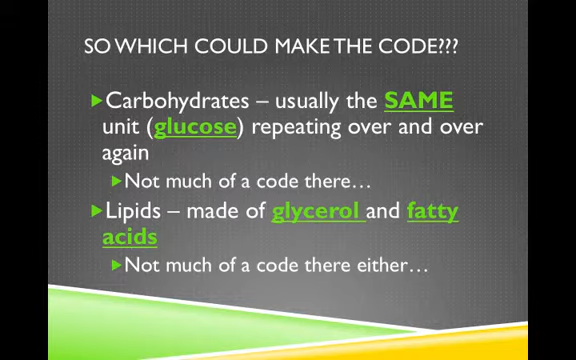 SO WHICH COULD MAKE THE CODE???
Carbohydrates – usually the SAME
unit (glucose) repeating over and over
again
Not much of a code there…
Lipids – made of glycerol and fatty
acids
Not much of a code there either…